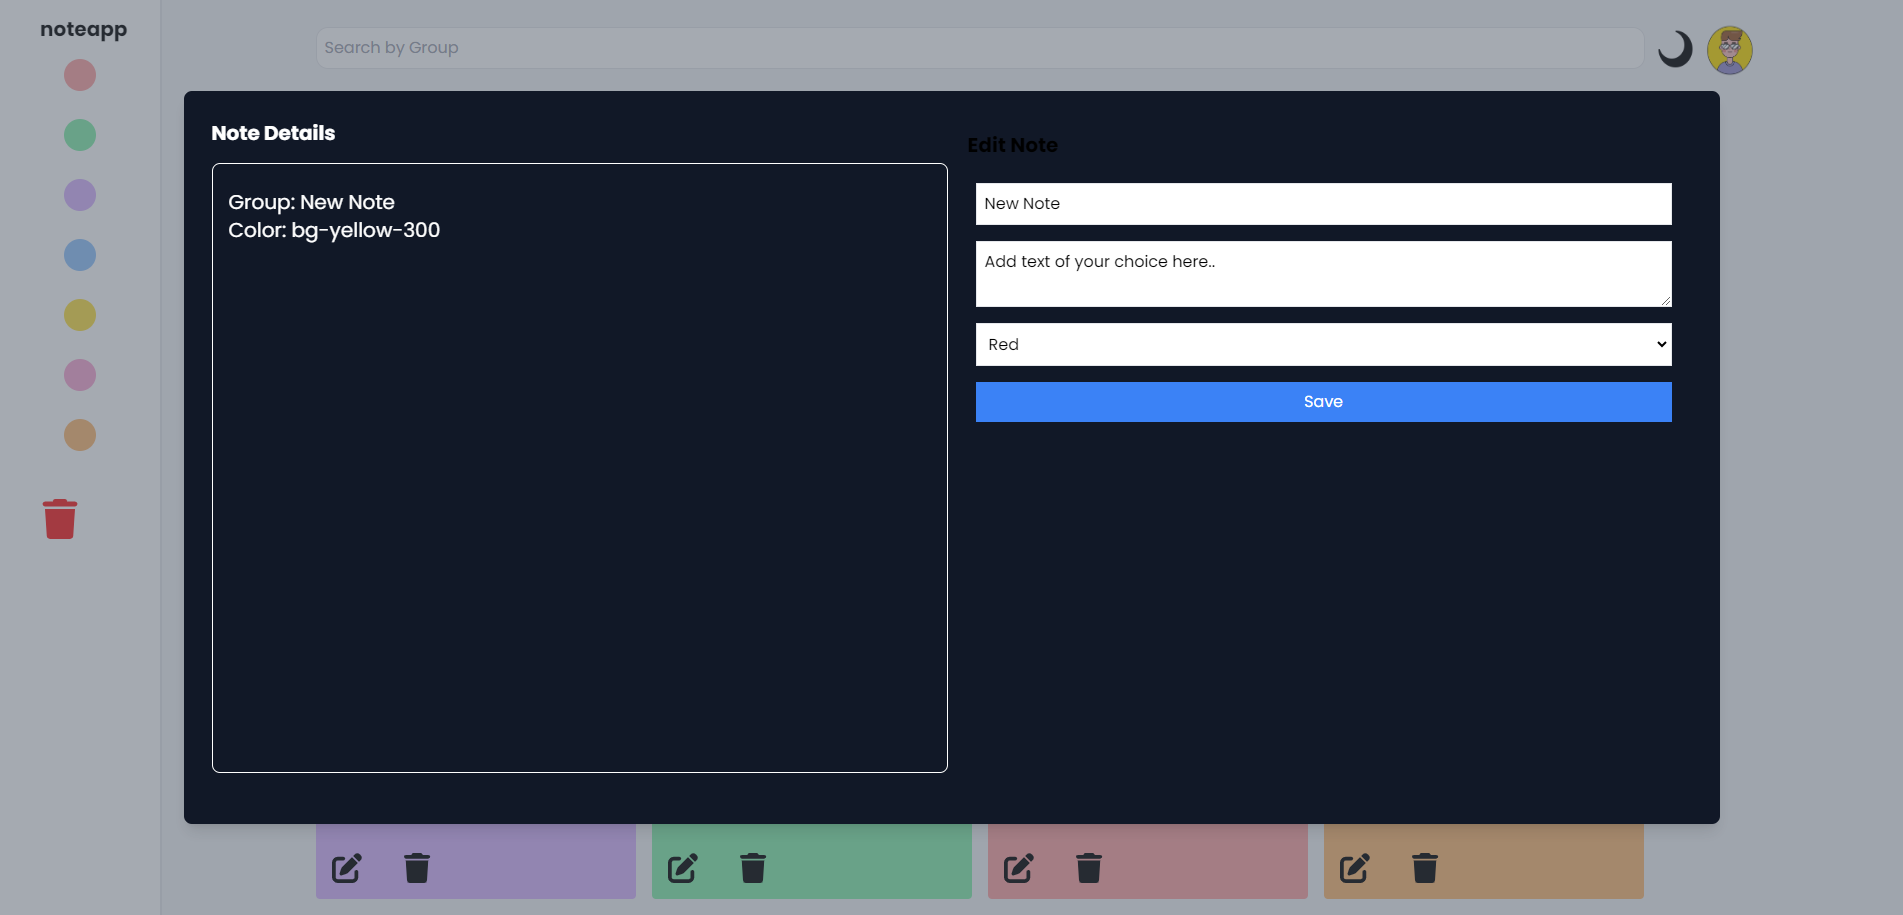 noteapp
Search by Group
Note Details
Group: New Note
Color: bg-yellow-300
Edit Note
New Note
Add text of your choice here..
Red
Save